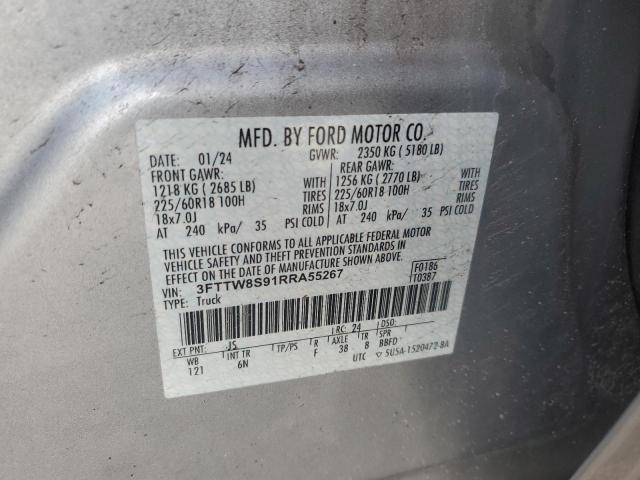 MFD. BY FORD MOTOR CO.
DATE: 01/24 GVWR: 2350 KG ( 5180 LB)
FRONT GAWR: REAR GAWR:
1218 KG ( 2685 LB) 1256 KG ( 2770 LB)
225/60R18 100H TIRES 225/60R18 100H TIRES
18x7.0J RIMS 18x7.0J RIMS
AT 240 kPa/ 35 PSI COLD AT 240 kPa/ 35 PSI COLD
THIS VEHICLE CONFORMS TO ALL APPLICABLE FEDERAL MOTOR
VEHICLE SAFETY AND THEFT PREVENTION STANDARDS IN
EFFECT ON THE DATE OF MANUFACTURE SHOWN ABOVE.
VIN: 3FTTW8S91RRA55267 F0186
TYPE: Truck T0387
EXT PNT: JS RC: 24 DSO:
WB INT TR TP/PS R AXLE TR SPR
121 6N F 38 8 BBFD
UTC 5U5A-1520472-BA